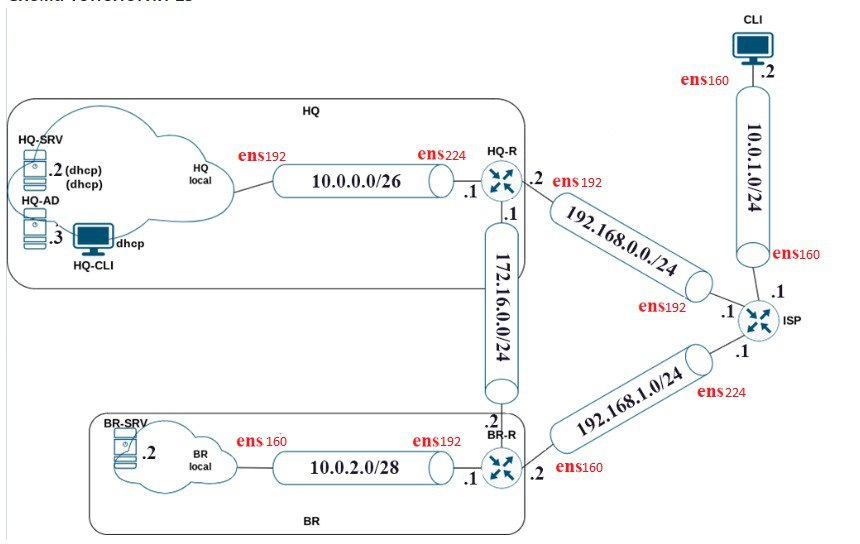 CLI
ens160
.2
10.0.1.0/24
ens160
.1
HQ
HQ-SRV
.2 (dhcp)
(dhcp)
HQ-AD
.3
dhcp
HQ-CLI
HQ
local
ens192
10.0.0.0/26
ens224
.1
HQ-R
.2
ens192
.1
192.168.0.0./24
ens192
.1
ISP
172.16.0.0/24
.1
192.168.1.0/24
ens224
.2
BR-R
.2
ens160
BR-SRV
.2
BR
local
ens 160
10.0.2.0/28
ens192
.1
BR